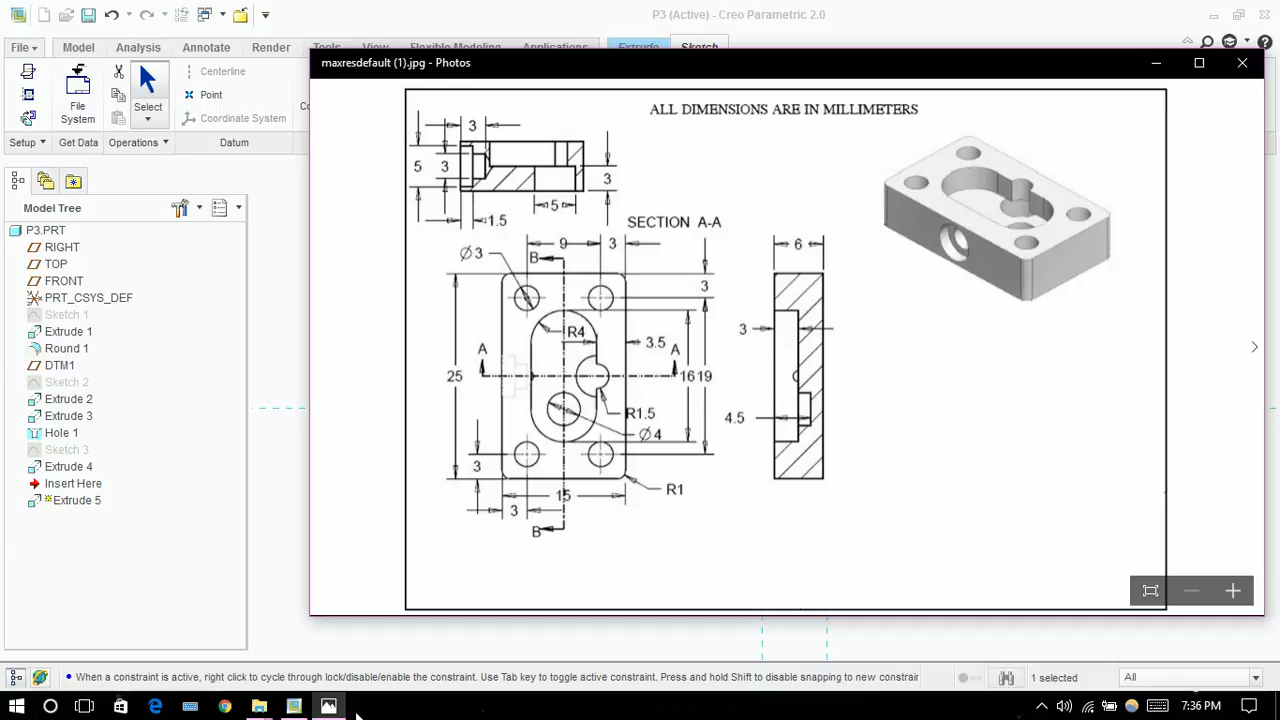 P3 (Active) - Creo Parametric 2.0
File Model Analysis Annotate Render Tools View Flexible Modeling Applications Extrude Sketch
File System
Select
Centerline
Point
Coordinate System
Setup Get Data Operations Datum
Model Tree
P3.PRT
RIGHT
TOP
FRONT
PRT_CSYS_DEF
Sketch 1
Extrude 1
Round 1
DTM1
Sketch 2
Extrude 2
Extrude 3
Hole 1
Sketch 3
Extrude 4
Insert Here
Extrude 5
maxresdefault (1).jpg - Photos
ALL DIMENSIONS ARE IN MILLIMETERS
3
5 3 3
5
1.5
SECTION A-A
9 3
Ø3 B
6
3
R4
3 3.5
A A
25 16 19
R1.5
4.5
Ø4
3
R1
15
3
B
When a constraint is active, right click to cycle through lock/disable/enable the constraint. Use Tab key to toggle active constraint. Press and hold Shift to disable snapping to new constrair
1 selected
All
7:36 PM